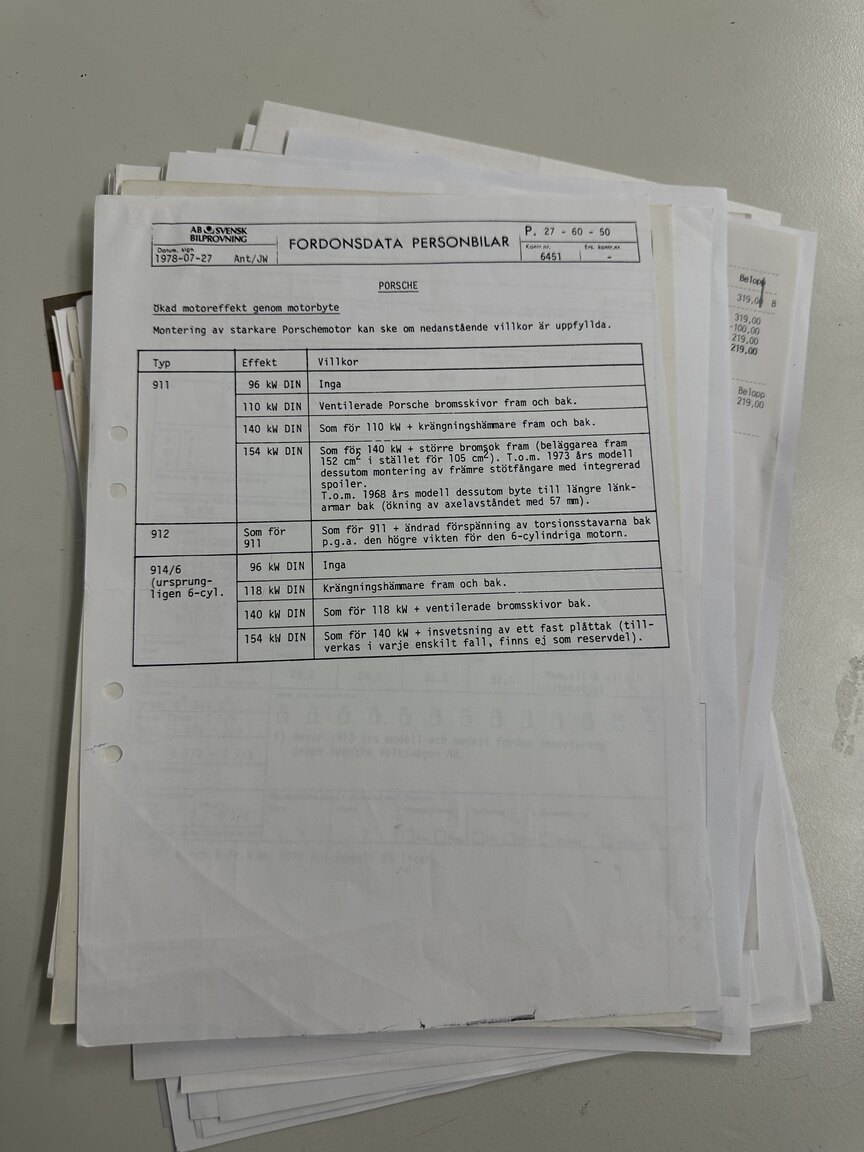 AB SVENSK
BILPROVNING
FORDONSDATA PERSONBILAR
P. 27 - 60 - 50
Datum, sign
1978-07-27 Ant/JW
Kontr nr.
6451 -
PORSCHE
Ökad motoreffekt genom motorbyte
Montering av starkare Porschemotor kan ske om nedanstående villkor är uppfyllda.
Typ Effekt Villkor
911 96 kW DIN Inga
110 kW DIN Ventilerade Porsche bromsskivor fram och bak.
140 kW DIN Som för 110 kW + krängningshämmare fram och bak.
154 kW DIN Som för 140 kW + större bromsok fram (beläggarea fram
152 cm² i stället för 105 cm²). T.o.m. 1973 års modell
dessutom montering av främre stötfångare med integrerad
spoiler.
T.o.m. 1968 års modell dessutom byte till längre länk-
armar bak (ökning av axelavståndet med 57 mm).
912 Som för 911 Som för 911 + ändrad förspänning av torsionsstavarna bak
p.g.a. den högre vikten för den 6-cylindriga motorn.
914/6
(ursprung-
ligen 6-cyl.
96 kW DIN Inga
118 kW DIN Krängningshämmare fram och bak.
140 kW DIN Som för 118 kW + ventilerade bromsskivor bak.
154 kW DIN Som för 140 kW + insvetsning av ett fast plåttak (till-
verkas i varje enskilt fall, finns ej som reservdel).
Belopp
319,00 B
319,00
-100,00
219,00
219,00
Belopp
219,00